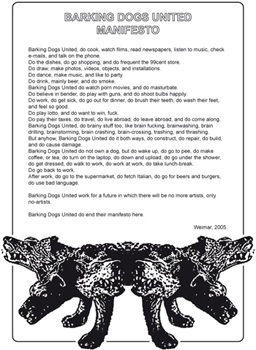 BARKING DOGS UNITED
MANIFESTO
Barking Dogs United, do cook, watch films, read newspapers, listen to music, check
e-mails, and talk on the phone.
Do the dishes, do go shopping, and do frequent the 99cent store.
Do draw, make photos, videos, objects, and installations.
Do dance, make music, and like to party.
Do drink, mainly beer, and do smoke.
Barking Dogs United do watch porn movies, and do masturbate.
Do believe in bender, do play with guns, and do shoot bulbs happily.
Do work, do get sick, do go out for dinner, do brush their teeth, do wash their feet,
and feel so good.
Do play lotto, and do want to win, fuck.
Do pay their taxes, do travel, do live abroad, do leave abroad, and do come along.
Barking Dogs United, do brainy stuff too, like brain fucking, brainwashing, brain
drilling, brainstorming, brain crashing, brain-crossing, trashing, and thrashing.
But anyhow, Barking Dogs United do it both ways, do construct, do repair, do build,
and do cause damage.
Barking Dogs United do not own a dog, but do wake up, do go to pee, do make
coffee, or tea, do turn on the laptop, do down and upload, do go under the shower,
do get dressed, do walk to work, do work at work, do take lunch-break.
Do go back to work.
After work, do go to the supermarket, do fetch Italian, do go for beers and burgers,
do use bad language.
Barking Dogs United work for a future in which there will be no more artists, only
no-artists.
Barking Dogs United do end their manifesto here.
Weimar, 2005.